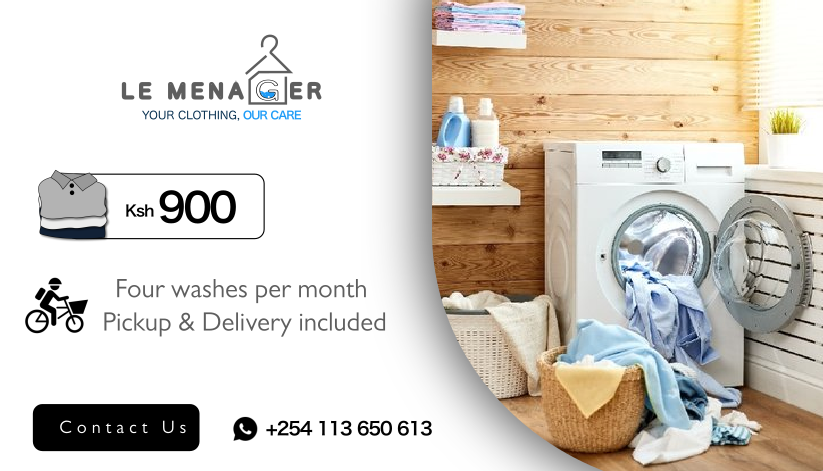 LE MENAGER
YOUR CLOTHING, OUR CARE
Ksh 900
Four washes per month
Pickup & Delivery included
Contact Us
+254 113 650 613